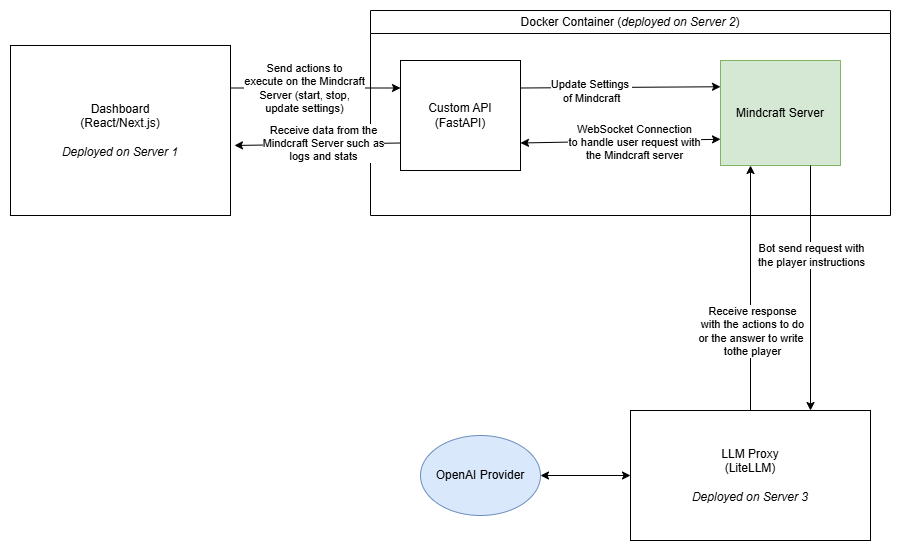 Docker Container (deployed on Server 2)
Dashboard
(React/Next.js)
Deployed on Server 1
Send actions to
execute on the Mindcraft
Server (start, stop,
update settings)
Receive data from the
Mindcraft Server such as
logs and stats
Custom API
(FastAPI)
Update Settings
of Mindcraft
WebSocket Connection
to handle user request with
the Mindcraft server
Mindcraft Server
Bot send request with
the player instructions
Receive response
with the actions to do
or the answer to write
tothe player
OpenAI Provider
LLM Proxy
(LiteLLM)
Deployed on Server 3